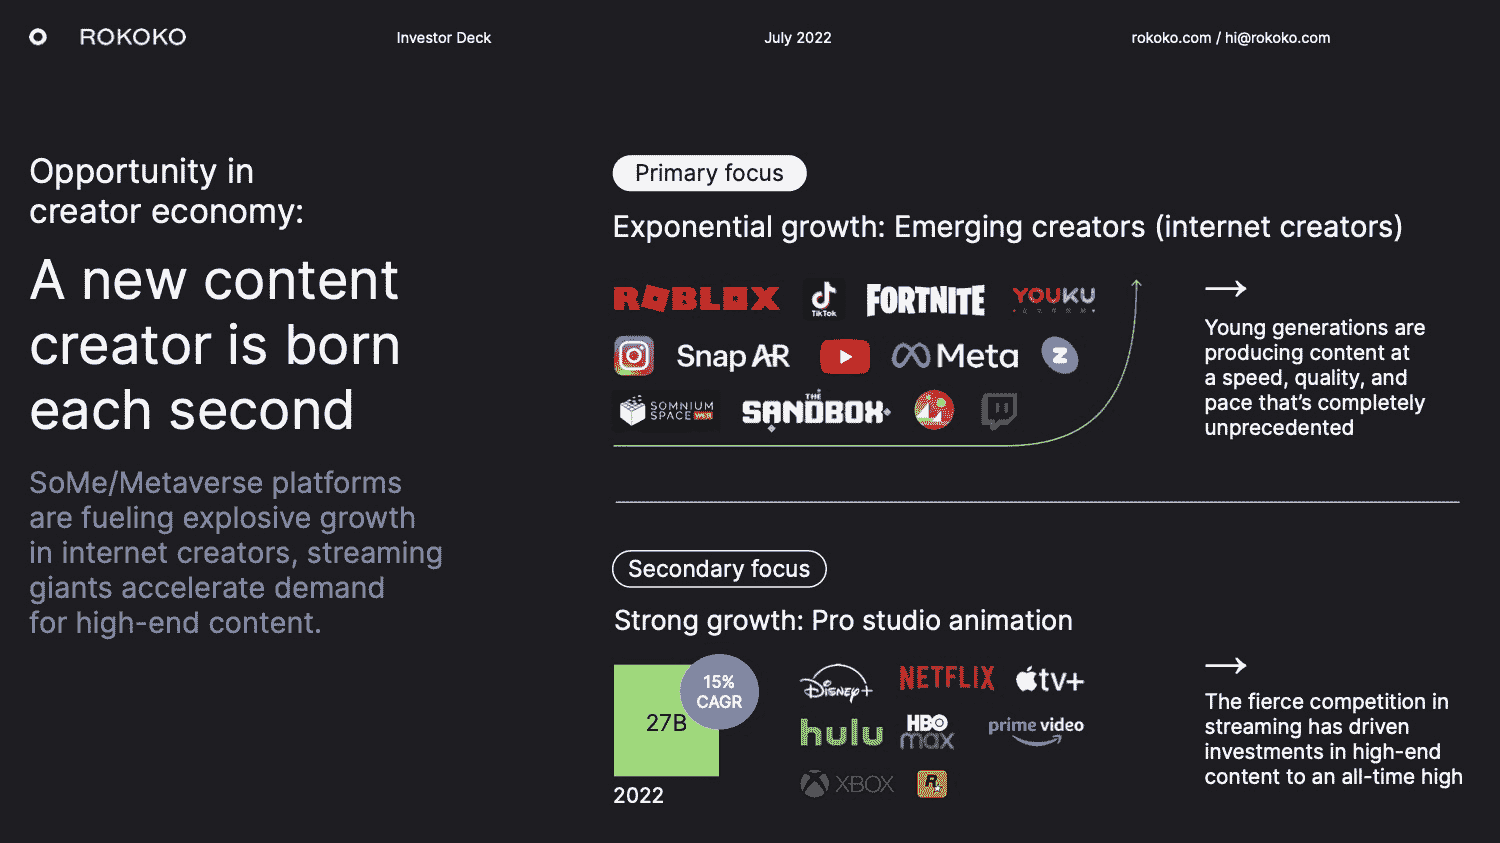 ROKOKO
Investor Deck
July 2022
rokoko.com / hi@rokoko.com
Opportunity in
creator economy:
A new content
creator is born
each second
SoMe/Metaverse platforms
are fueling explosive growth
in internet creators, streaming
giants accelerate demand
for high-end content.
Primary focus
Exponential growth: Emerging creators (internet creators)
ROBLOX
TikTok
FORTNITE
YOUKU
Snap AR
Meta
Z
SOMNIUM
SPACE VR
THE
SANDBOX
Young generations are
producing content at
a speed, quality, and
pace that's completely
unprecedented
Secondary focus
Strong growth: Pro studio animation
27B
15%
CAGR
2022
Disney+
NETFLIX
tv+
hulu
HBO
max
prime video
XBOX
R
The fierce competition in
streaming has driven
investments in high-end
content to an all-time high